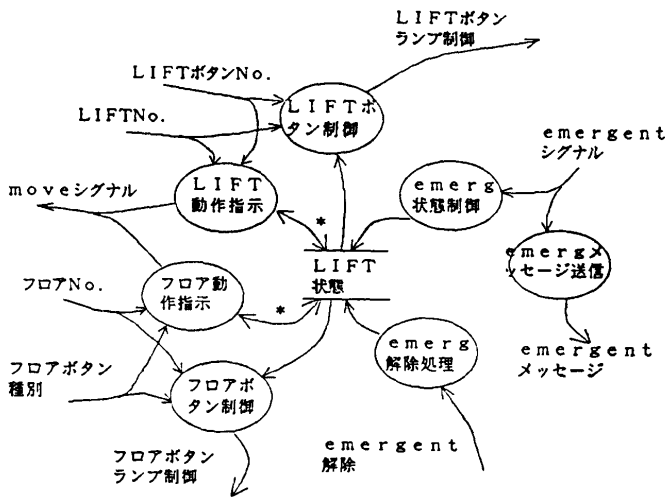 LIFTボタン
ランプ制御
LIFTボタンNo.
LIFTNo.
LIFTボ
タン制御
emergent
シグナル
moveシグナル
LIFT
動作指示
*
emerg
状態制御
emergメ
ッセージ送信
LIFT
状態
フロアNo.
フロア動
作指示
*
emergent
メッセージ
フロアボタン
種別
フロアボ
タン制御
emerg
解除処理
フロアボタン
ランプ制御
emergent
解除